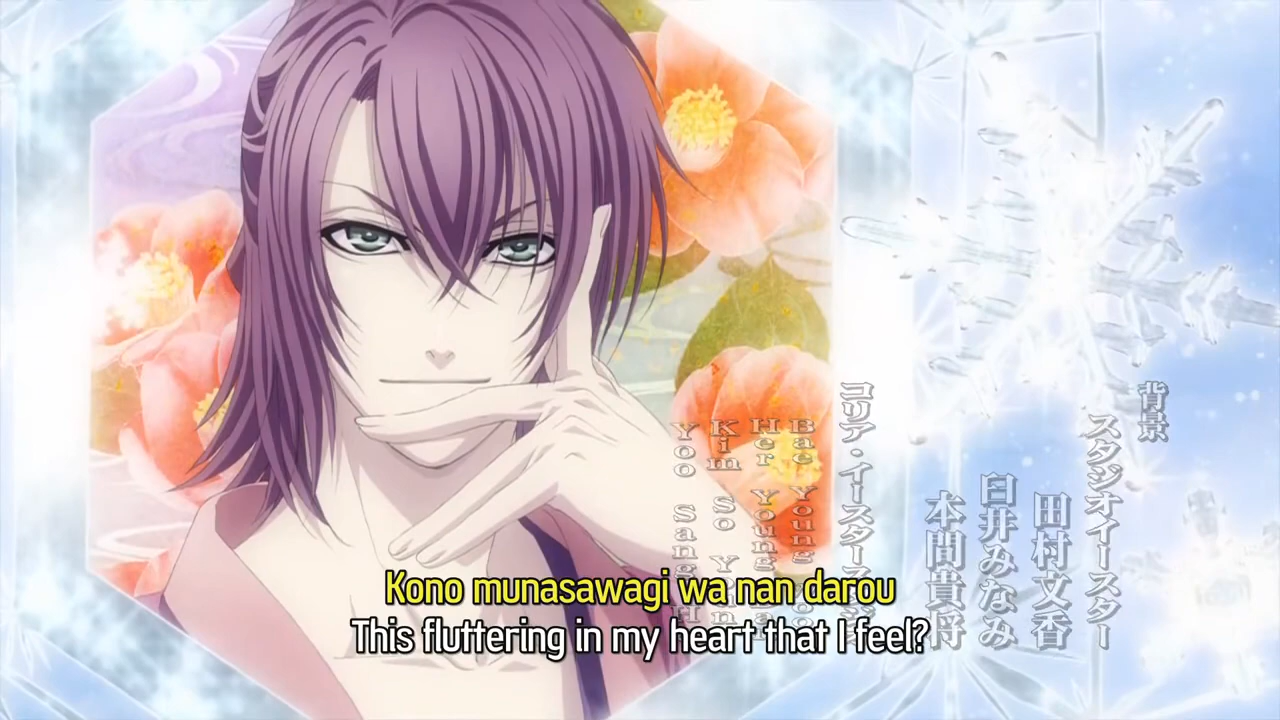 背景
スタジオイースター
田村文香
臼井みなみ
本間貴将
コリア・イースター
Bae Young
Her Young
Kim So
Yoo Sang
Kono munasawagi wa nan darou
This fluttering in my heart that I feel?